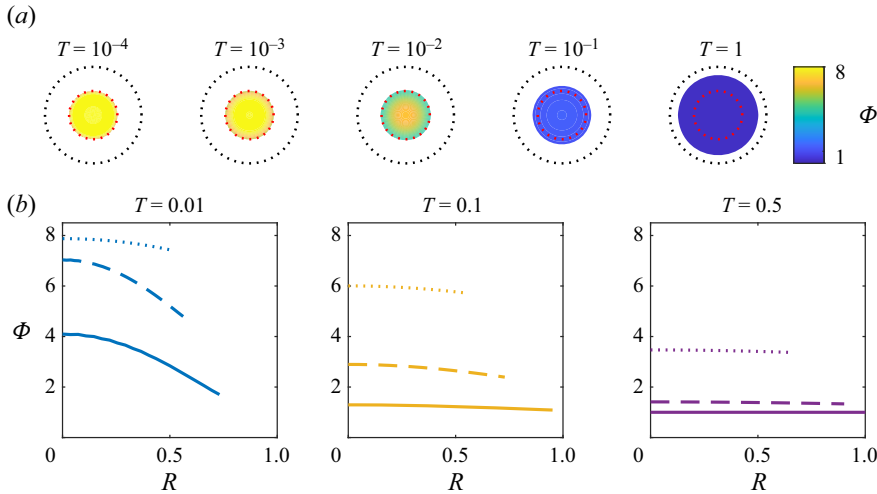 (a)
T = 10⁻⁴ T = 10⁻³ T = 10⁻² T = 10⁻¹ T = 1
8
Φ
1
(b)
T = 0.01 T = 0.1 T = 0.5
8 8 8
6 6 6
Φ 4 4 4
2 2 2
0 0.5 1.0 0 0.5 1.0 0 0.5 1.0
R R R